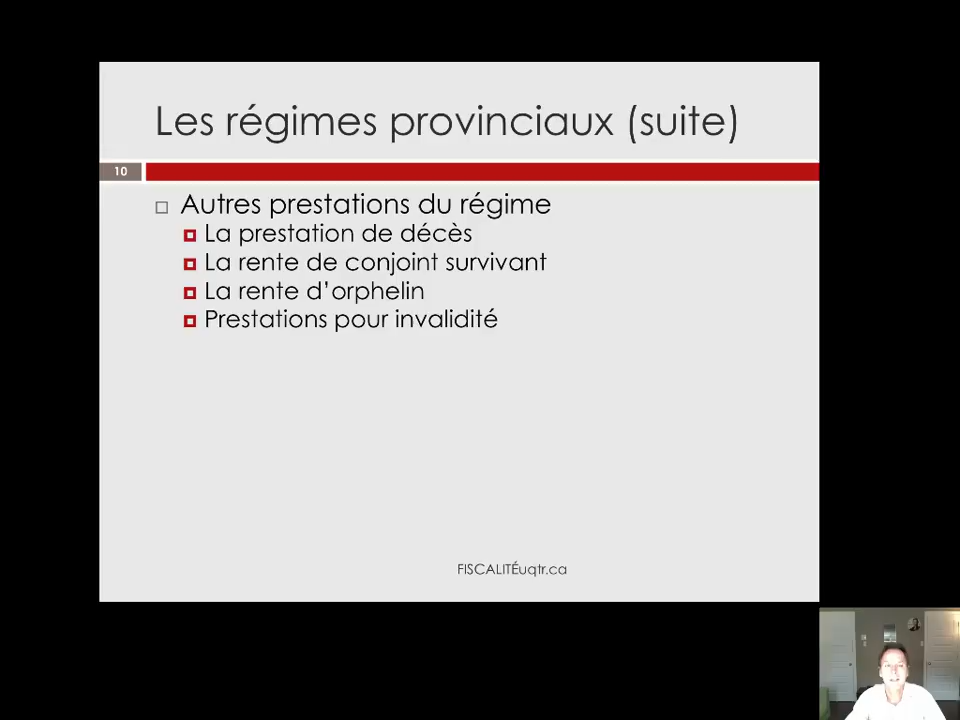 Les régimes provinciaux (suite)
10
Autres prestations du régime
La prestation de décès
La rente de conjoint survivant
La rente d’orphelin
Prestations pour invalidité
FISCALITÉuqtr.ca